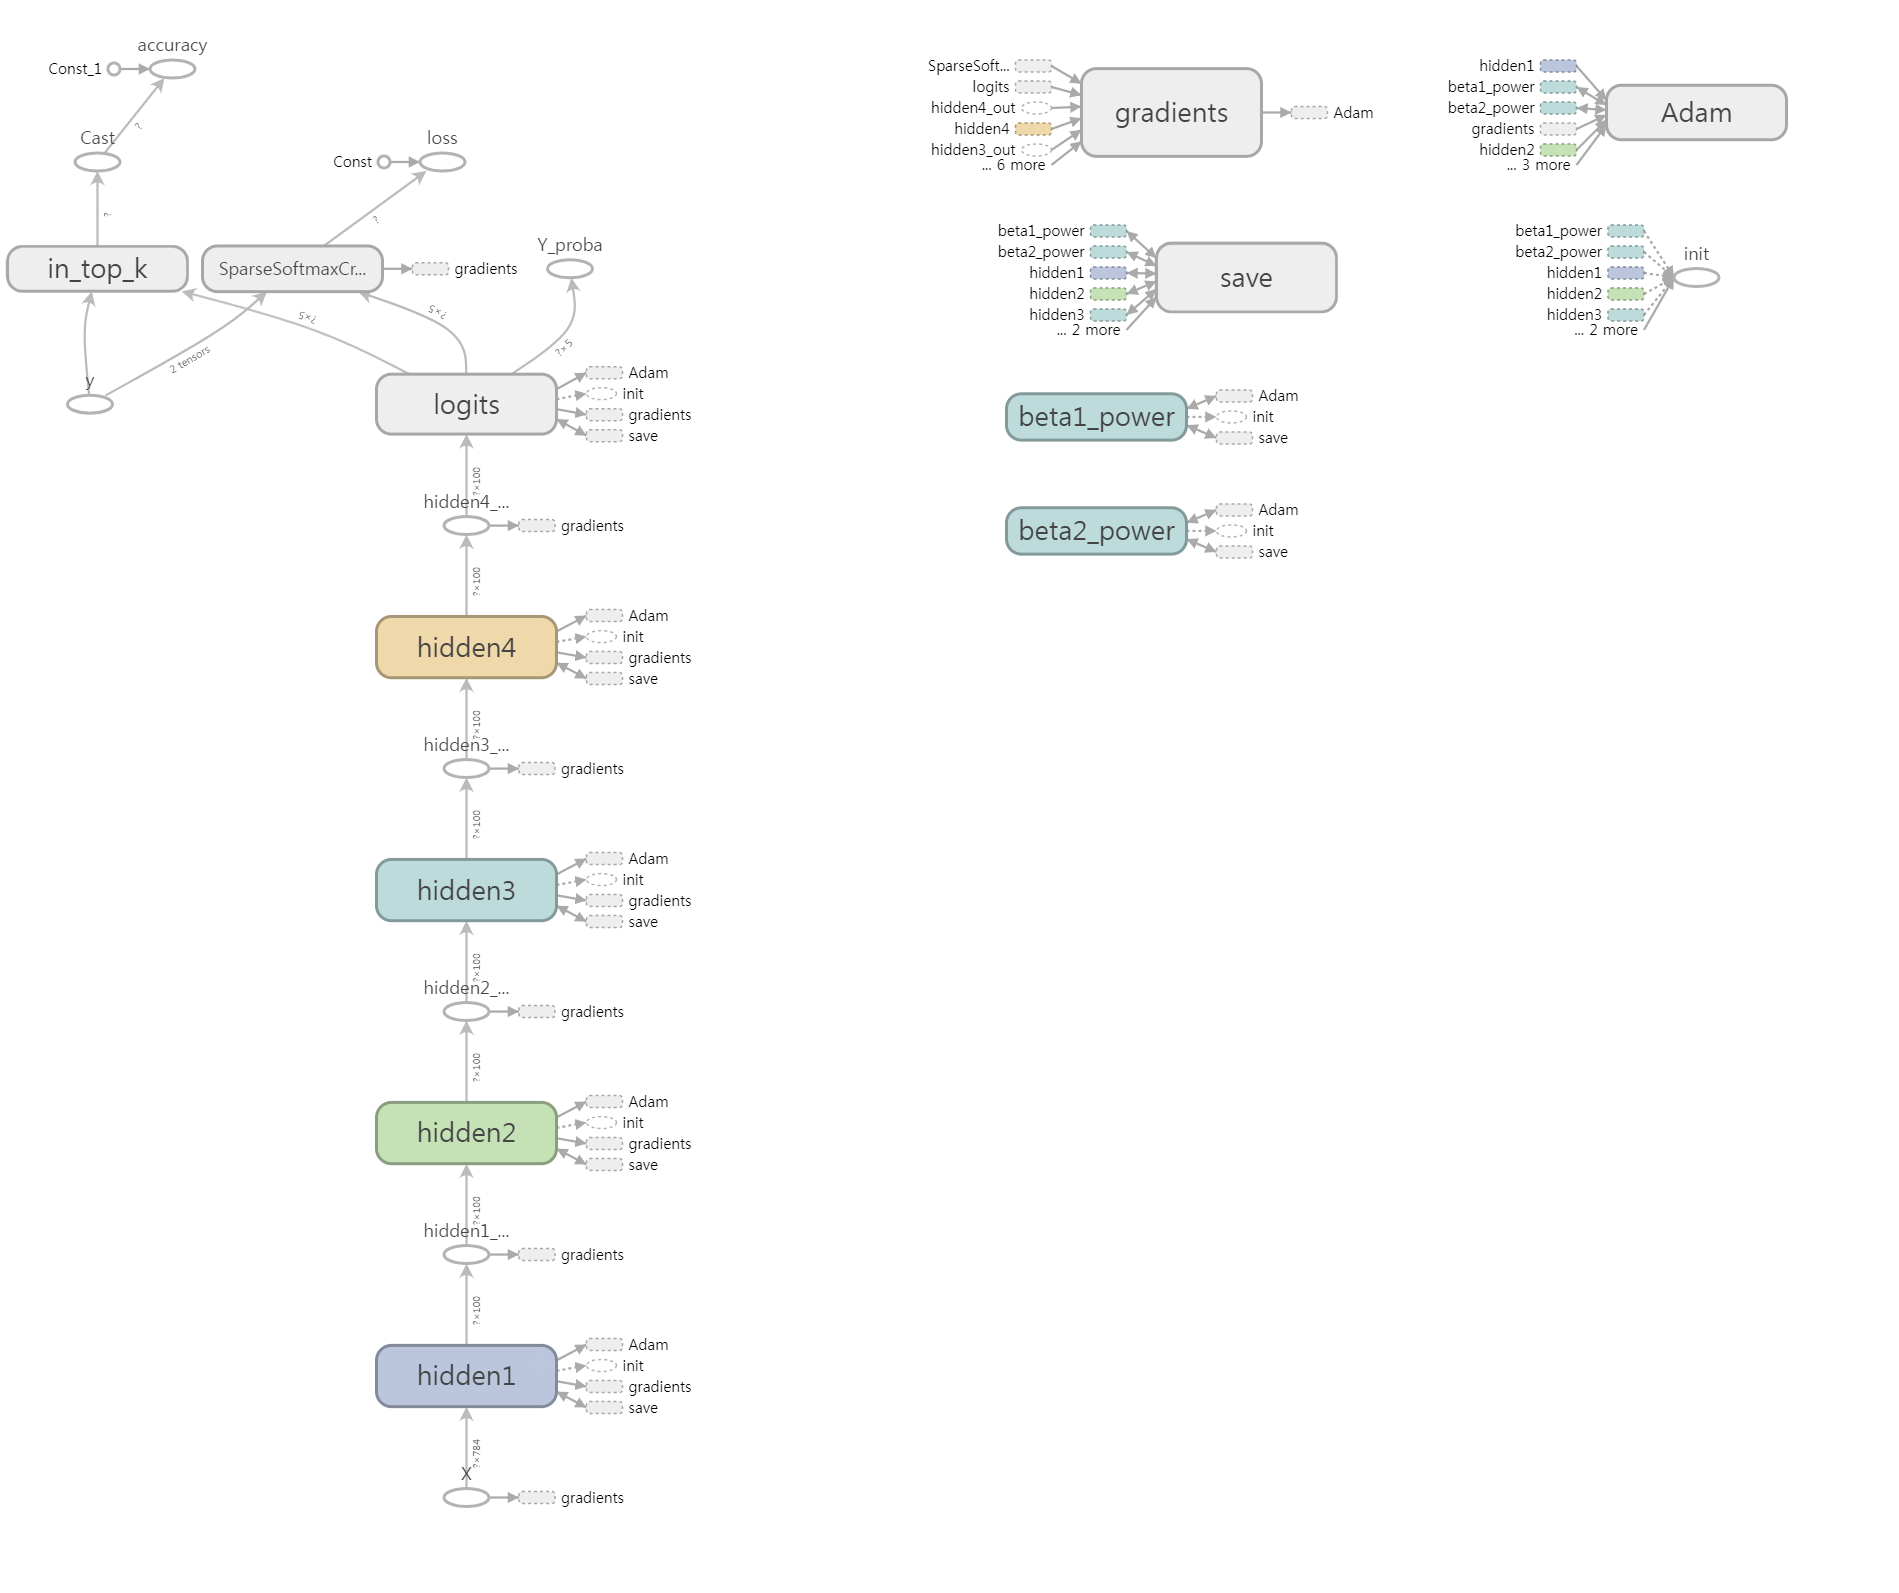 accuracy
Const_1
?
Cast
?
loss
Const
?
in_top_k
SparseSoftmaxCr...
gradients
Y_proba
?×5
?×5
?×5
y
2 tensors
logits
Adam
init
gradients
save
?×100
hidden4_...
gradients
?×100
hidden4
Adam
init
gradients
save
?×100
hidden3_...
gradients
?×100
hidden3
Adam
init
gradients
save
?×100
hidden2_...
gradients
?×100
hidden2
Adam
init
gradients
save
?×100
hidden1_...
gradients
?×100
hidden1
Adam
init
gradients
save
?×784
X
gradients
SparseSoft...
logits
hidden4_out
hidden4
hidden3_out
... 6 more
gradients
Adam
hidden1
beta1_power
beta2_power
gradients
hidden2
... 3 more
Adam
beta1_power
beta2_power
hidden1
hidden2
hidden3
... 2 more
save
beta1_power
beta2_power
hidden1
hidden2
hidden3
... 2 more
init
beta1_power
Adam
init
save
beta2_power
Adam
init
save